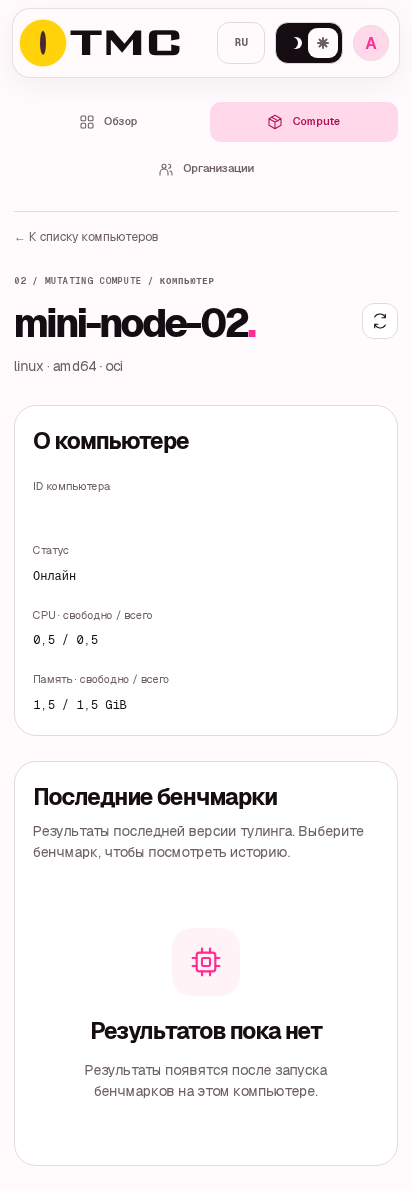 TMC
RU
A
Обзор
Compute
Организации
← К списку компьютеров
02 / MUTATING COMPUTE / КОМПЬЮТЕР
mini-node-02.
linux · amd64 · oci
О компьютере
ID компьютера
Статус
Онлайн
CPU · свободно / всего
0,5 / 0,5
Память · свободно / всего
1,5 / 1,5 GiB
Последние бенчмарки
Результаты последней версии тулинга. Выберите
бенчмарк, чтобы посмотреть историю.
Результатов пока нет
Результаты появятся после запуска
бенчмарков на этом компьютере.